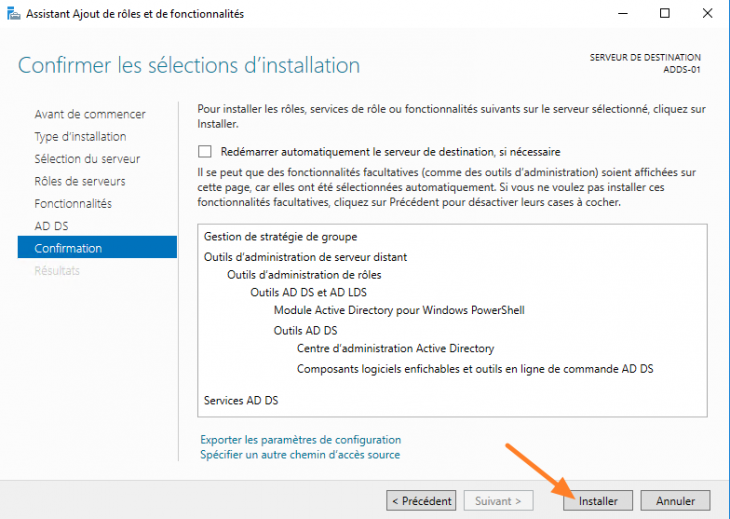 Assistant Ajout de rôles et de fonctionnalités
Confirmer les sélections d'installation
SERVEUR DE DESTINATION
ADDS-01
Avant de commencer
Type d'installation
Sélection du serveur
Rôles de serveurs
Fonctionnalités
AD DS
Confirmation
Résultats
Pour installer les rôles, services de rôle ou fonctionnalités suivants sur le serveur sélectionné, cliquez sur
Installer.
Redémarrer automatiquement le serveur de destination, si nécessaire
Il se peut que des fonctionnalités facultatives (comme des outils d'administration) soient affichées sur
cette page, car elles ont été sélectionnées automatiquement. Si vous ne voulez pas installer ces
fonctionnalités facultatives, cliquez sur Précédent pour désactiver leurs cases à cocher.
Gestion de stratégie de groupe
Outils d'administration de serveur distant
Outils d'administration de rôles
Outils AD DS et AD LDS
Module Active Directory pour Windows PowerShell
Outils AD DS
Centre d'administration Active Directory
Composants logiciels enfichables et outils en ligne de commande AD DS
Services AD DS
Exporter les paramètres de configuration
Spécifier un autre chemin d'accès source
< Précédent
Suivant >
Installer
Annuler